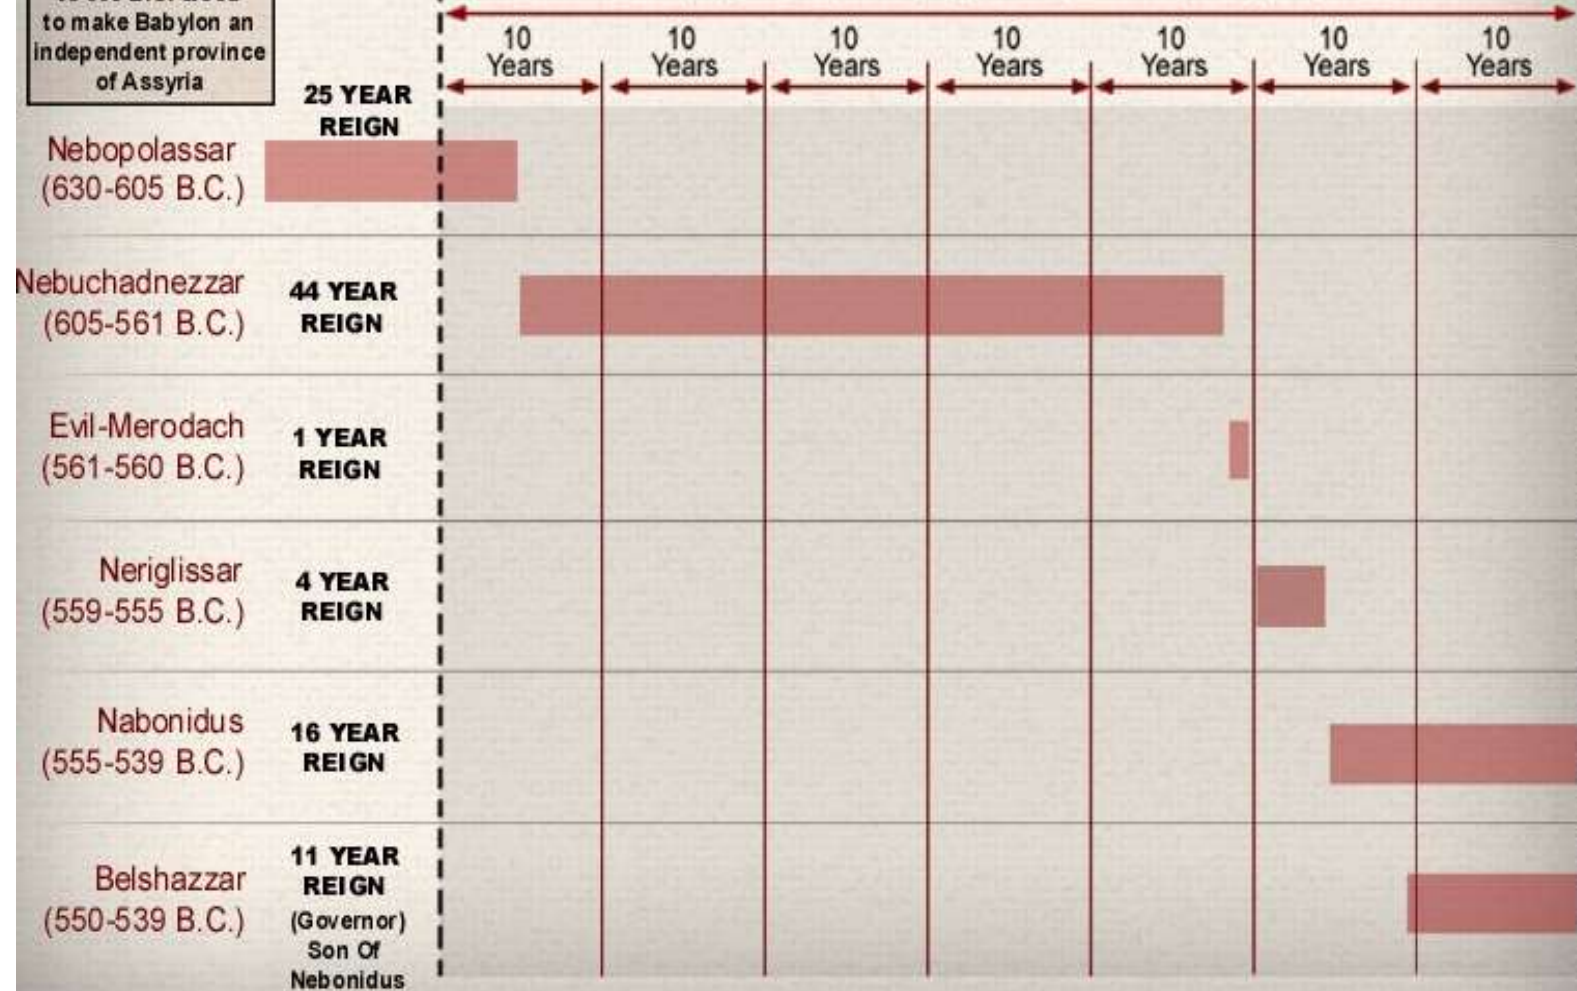 to make Babylon an
independent province
of Assyria
10 Years
10 Years
10 Years
10 Years
10 Years
10 Years
10 Years
25 YEAR
REIGN
Nebopolassar
(630-605 B.C.)
Nebuchadnezzar
(605-561 B.C.)
44 YEAR
REIGN
Evil-Merodach
(561-560 B.C.)
1 YEAR
REIGN
Neriglissar
(559-555 B.C.)
4 YEAR
REIGN
Nabonidus
(555-539 B.C.)
16 YEAR
REIGN
Belshazzar
(550-539 B.C.)
11 YEAR
REIGN
(Governor)
Son Of
Nebonidus